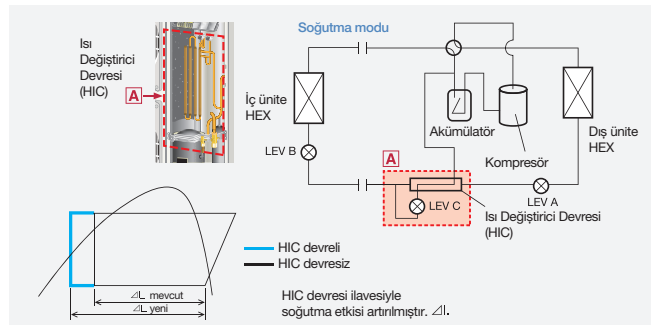 Isı
Değiştirici
Devresi
(HIC)
A
Soğutma modu
İç ünite
HEX
LEV B
Akümülatör
Kompresör
Dış ünite
HEX
A
LEV C
LEV A
Isı Değiştirici Devresi
(HIC)
HIC devreli
HIC devresiz
⊿L mevcut
⊿L yeni
HIC devresi ilavesiyle
soğutma etkisi artırılmıştır. ⊿I.